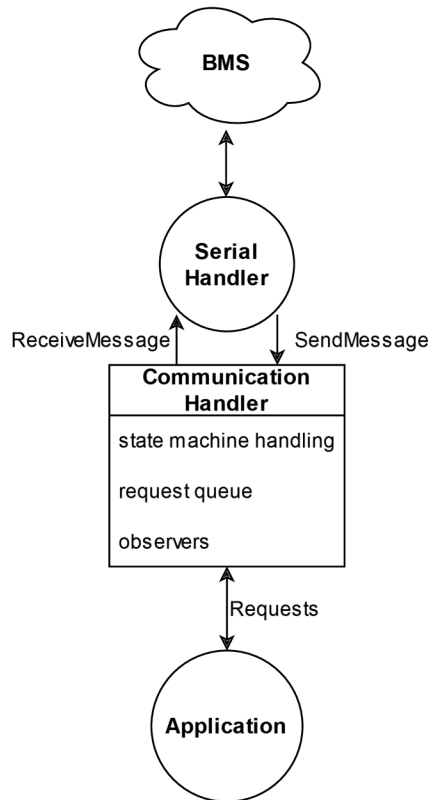 BMS
Serial
Handler
ReceiveMessage
SendMessage
Communication
Handler
state machine handling
request queue
observers
Requests
Application